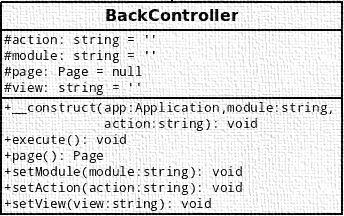 BackController
#action: string = ''
#module: string = ''
#page: Page = null
#view: string = ''
+__construct(app:Application,module:string,
action:string): void
+execute(): void
+page(): Page
+setModule(module:string): void
+setAction(action:string): void
+setView(view:string): void